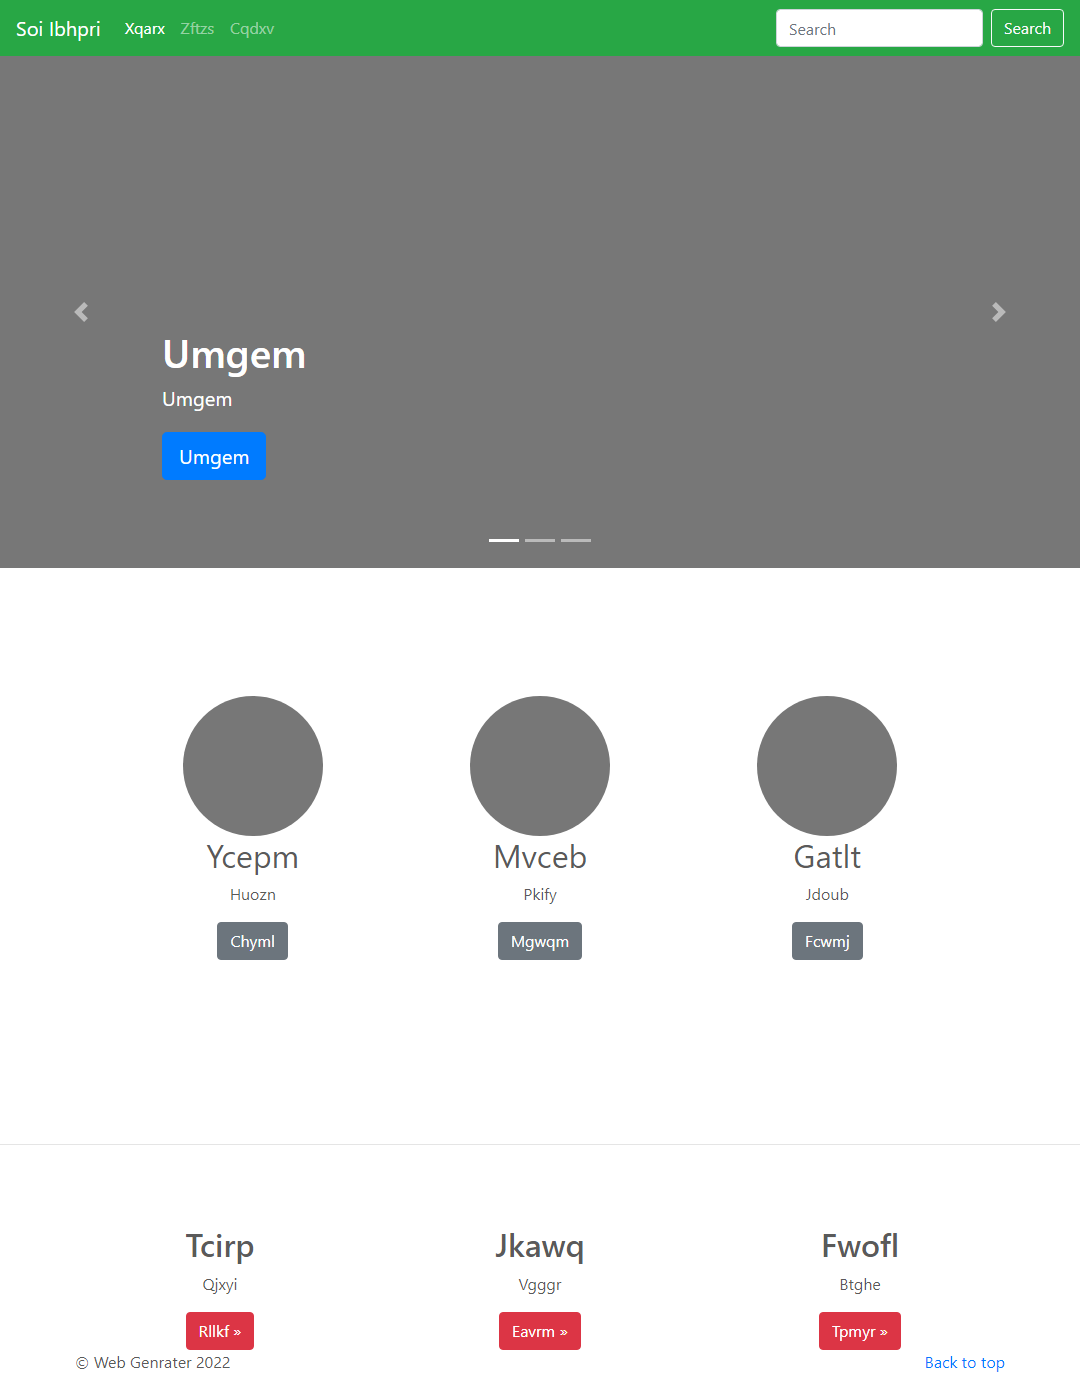 Soi Ibhpri Xqarx Zftzs Cqdxv Search Search
Umgem
Umgem
Umgem
Ycepm Mvceb Gatlt
Huozn Pkify Jdoub
Chyml Mgwqm Fcwmj
Tcirp Jkawq Fwofl
Qjxyi Vgggr Btghe
Rllkf » Eavrm » Tpmyr »
© Web Genrater 2022 Back to top